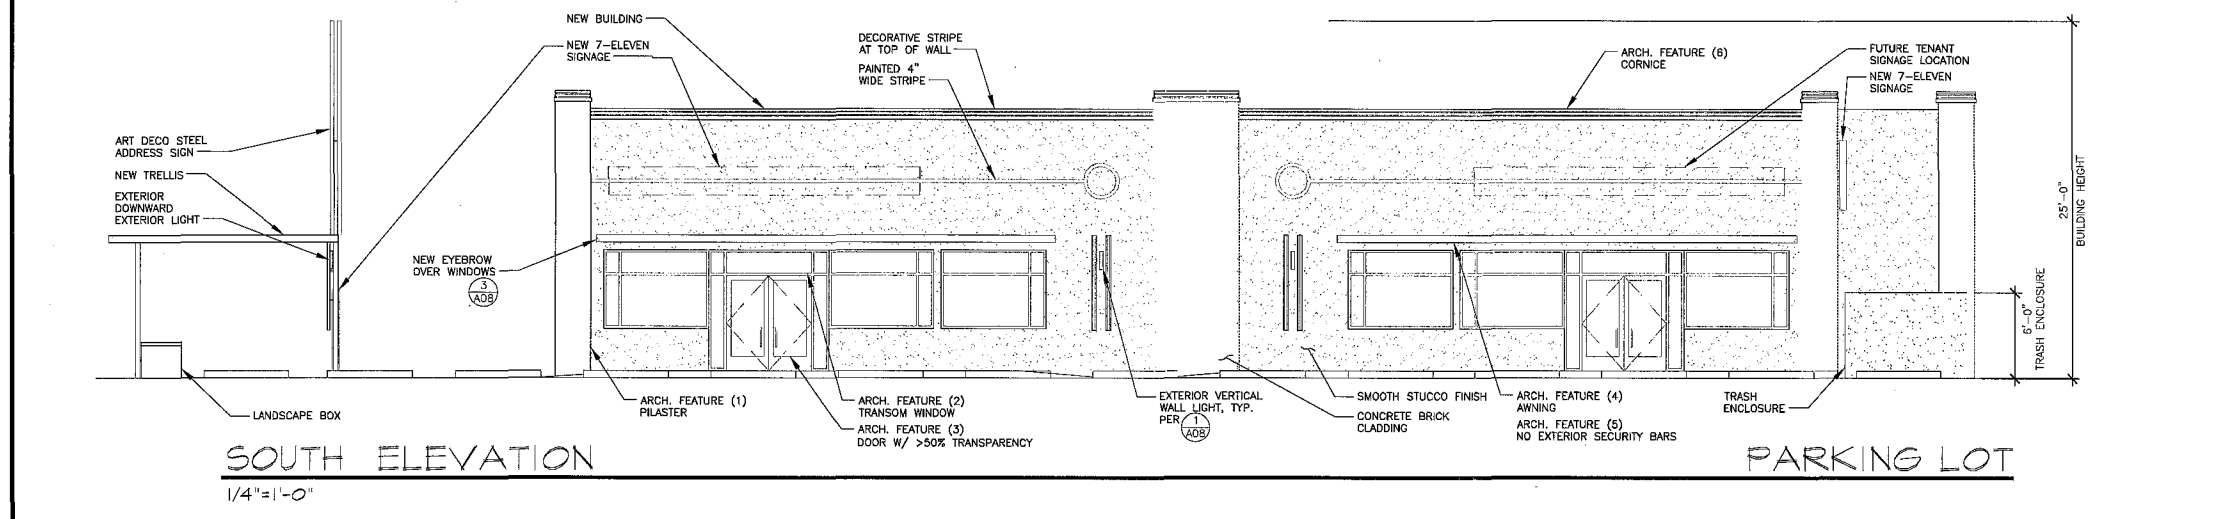 NEW BUILDING
NEW 7-ELEVEN
SIGNAGE
DECORATIVE STRIPE
AT TOP OF WALL
PAINTED 4"
WIDE STRIPE
ARCH. FEATURE (6)
CORNICE
FUTURE TENANT
SIGNAGE LOCATION
NEW 7-ELEVEN
SIGNAGE
ART DECO STEEL
ADDRESS SIGN
NEW TRELLIS
EXTERIOR
DOWNWARD
EXTERIOR LIGHT
NEW EYEBROW
OVER WINDOWS
3
A08
25'-0"
BUILDING HEIGHT
6'-0"
TRASH ENCLOSURE
LANDSCAPE BOX
ARCH. FEATURE (1)
PILASTER
ARCH. FEATURE (2)
TRANSOM WINDOW
ARCH. FEATURE (3)
DOOR W/ >50% TRANSPARENCY
EXTERIOR VERTICAL
WALL LIGHT, TYP.
PER
1
A08
SMOOTH STUCCO FINISH
CONCRETE BRICK
CLADDING
ARCH. FEATURE (4)
AWNING
ARCH. FEATURE (5)
NO EXTERIOR SECURITY BARS
TRASH
ENCLOSURE
SOUTH ELEVATION
PARKING LOT
1/4"=1'-0"